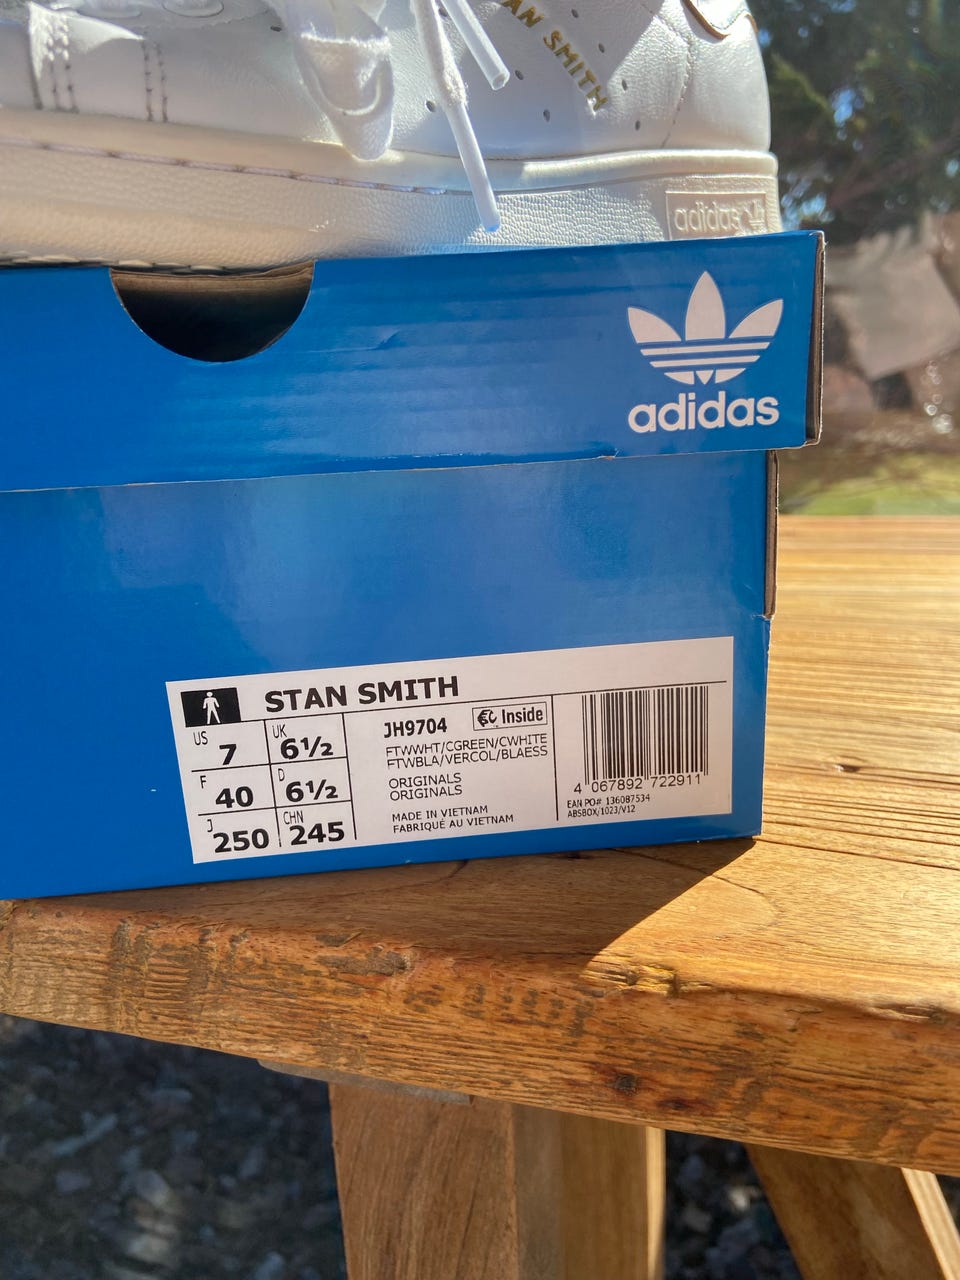 AN SMITH
adidas
adidas
STAN SMITH
US 7
UK 6½
F 40
D 6½
J 250
CHN 245
JH9704
Inside
FTWWHT/CGREEN/CWHITE
FTWBLA/VERCOL/BLAESS
ORIGINALS
ORIGINALS
MADE IN VIETNAM
FABRIQUÉ AU VIETNAM
4 067892 722911
EAN PO# 136087534
ABSBOX/1023/V12